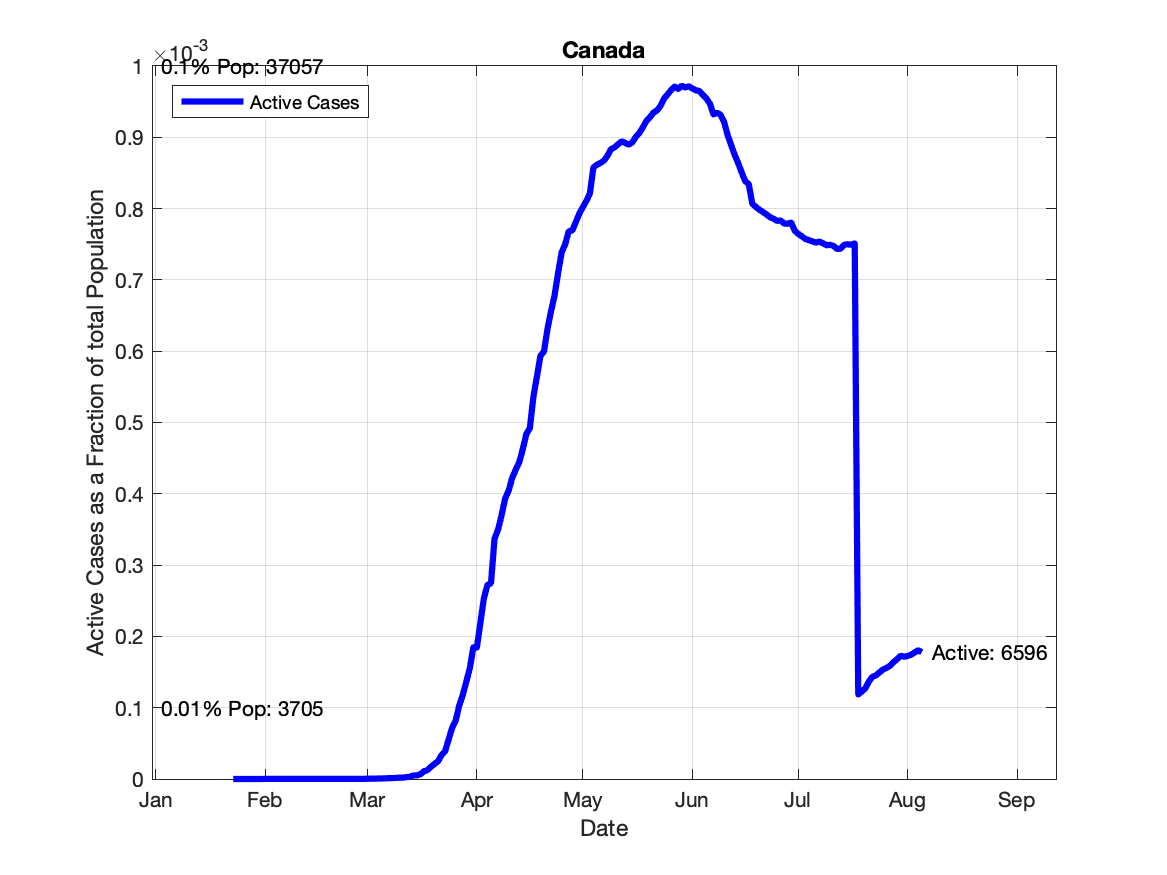 Canada
×10-3
0.1% Pop: 37057
Active Cases
1
0.9
0.8
0.7
0.6
0.5
0.4
0.3
0.2
0.1
0
Active Cases as a Fraction of total Population
Active: 6596
0.01% Pop: 3705
Jan Feb Mar Apr May Jun Jul Aug Sep
Date